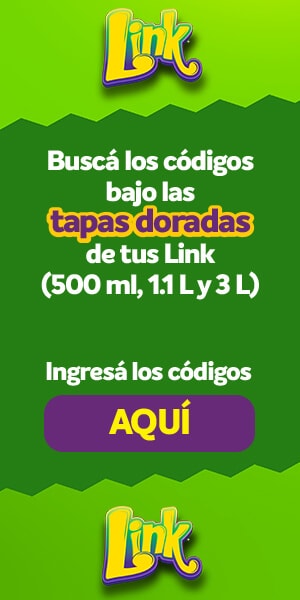 Link
Buscá los códigos
bajo las
tapas doradas
de tus Link
(500 ml, 1.1 L y 3 L)
Ingresá los códigos
AQUÍ
Link